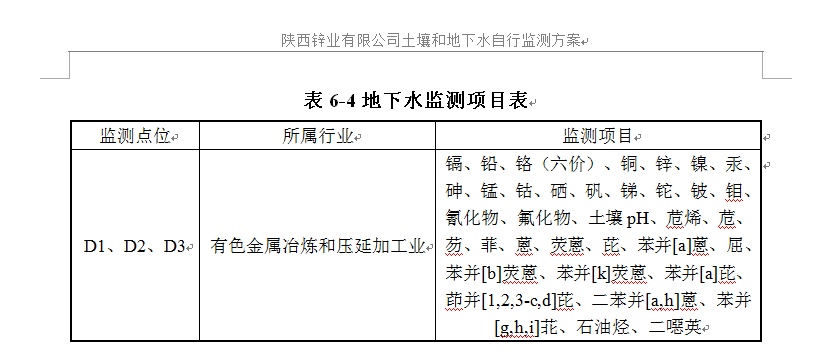 陕西锌业有限公司土壤和地下水自行监测方案
表 6-4 地下水监测项目表
监测点位
所属行业
监测项目
D1、D2、D3
有色金属冶炼和压延加工业
镉、铅、铬（六价）、铜、锌、镍、汞、
砷、锰、钴、硒、矾、锑、铊、铍、钼、
氰化物、氟化物、土壤 pH、苊烯、苊、
芴、菲、蒽、荧蒽、芘、苯并[a]蒽、屈、
苯并[b]荧蒽、苯并[k]荧蒽、苯并[a]芘、
茚并[1,2,3-c,d]芘、二苯并[a,h]蒽、苯并
[g,h,i]苝、石油烃、二噁英